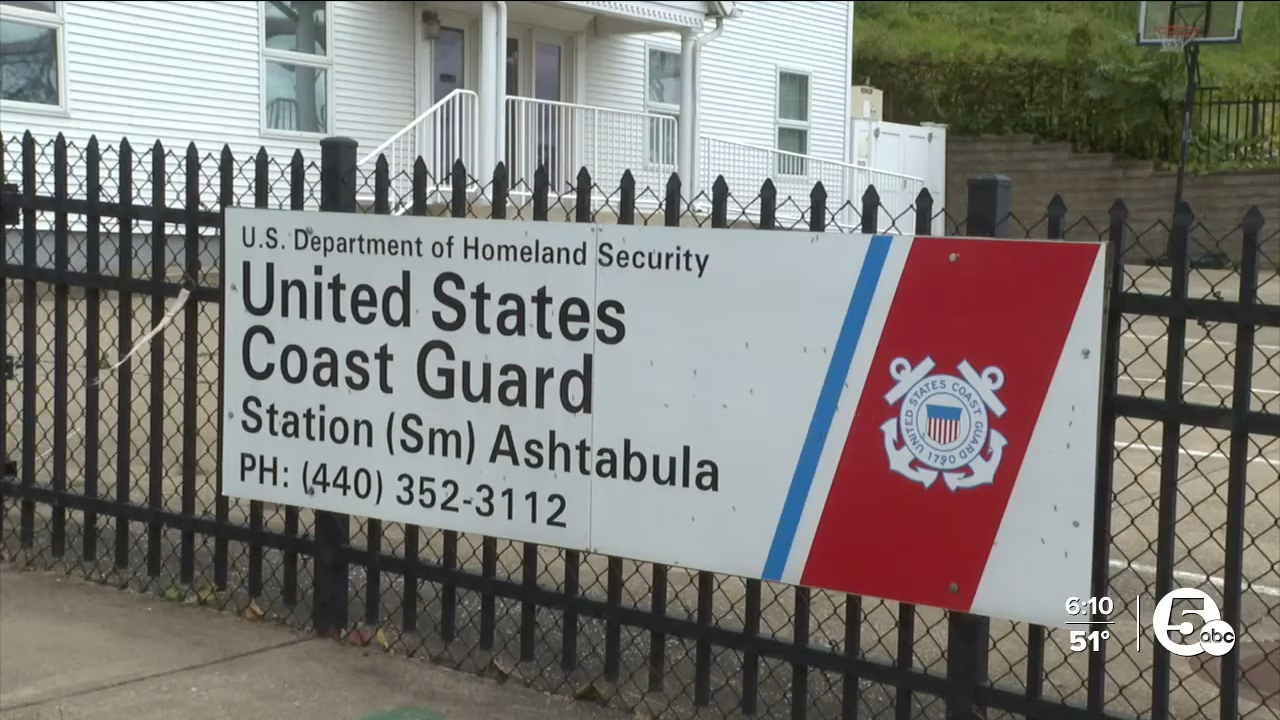 U.S. Department of Homeland Security
United States
Coast Guard
Station (Sm) Ashtabula
PH: (440) 352-3112
UNITED STATES COAST GUARD
1790
6:10
51°
5
abc